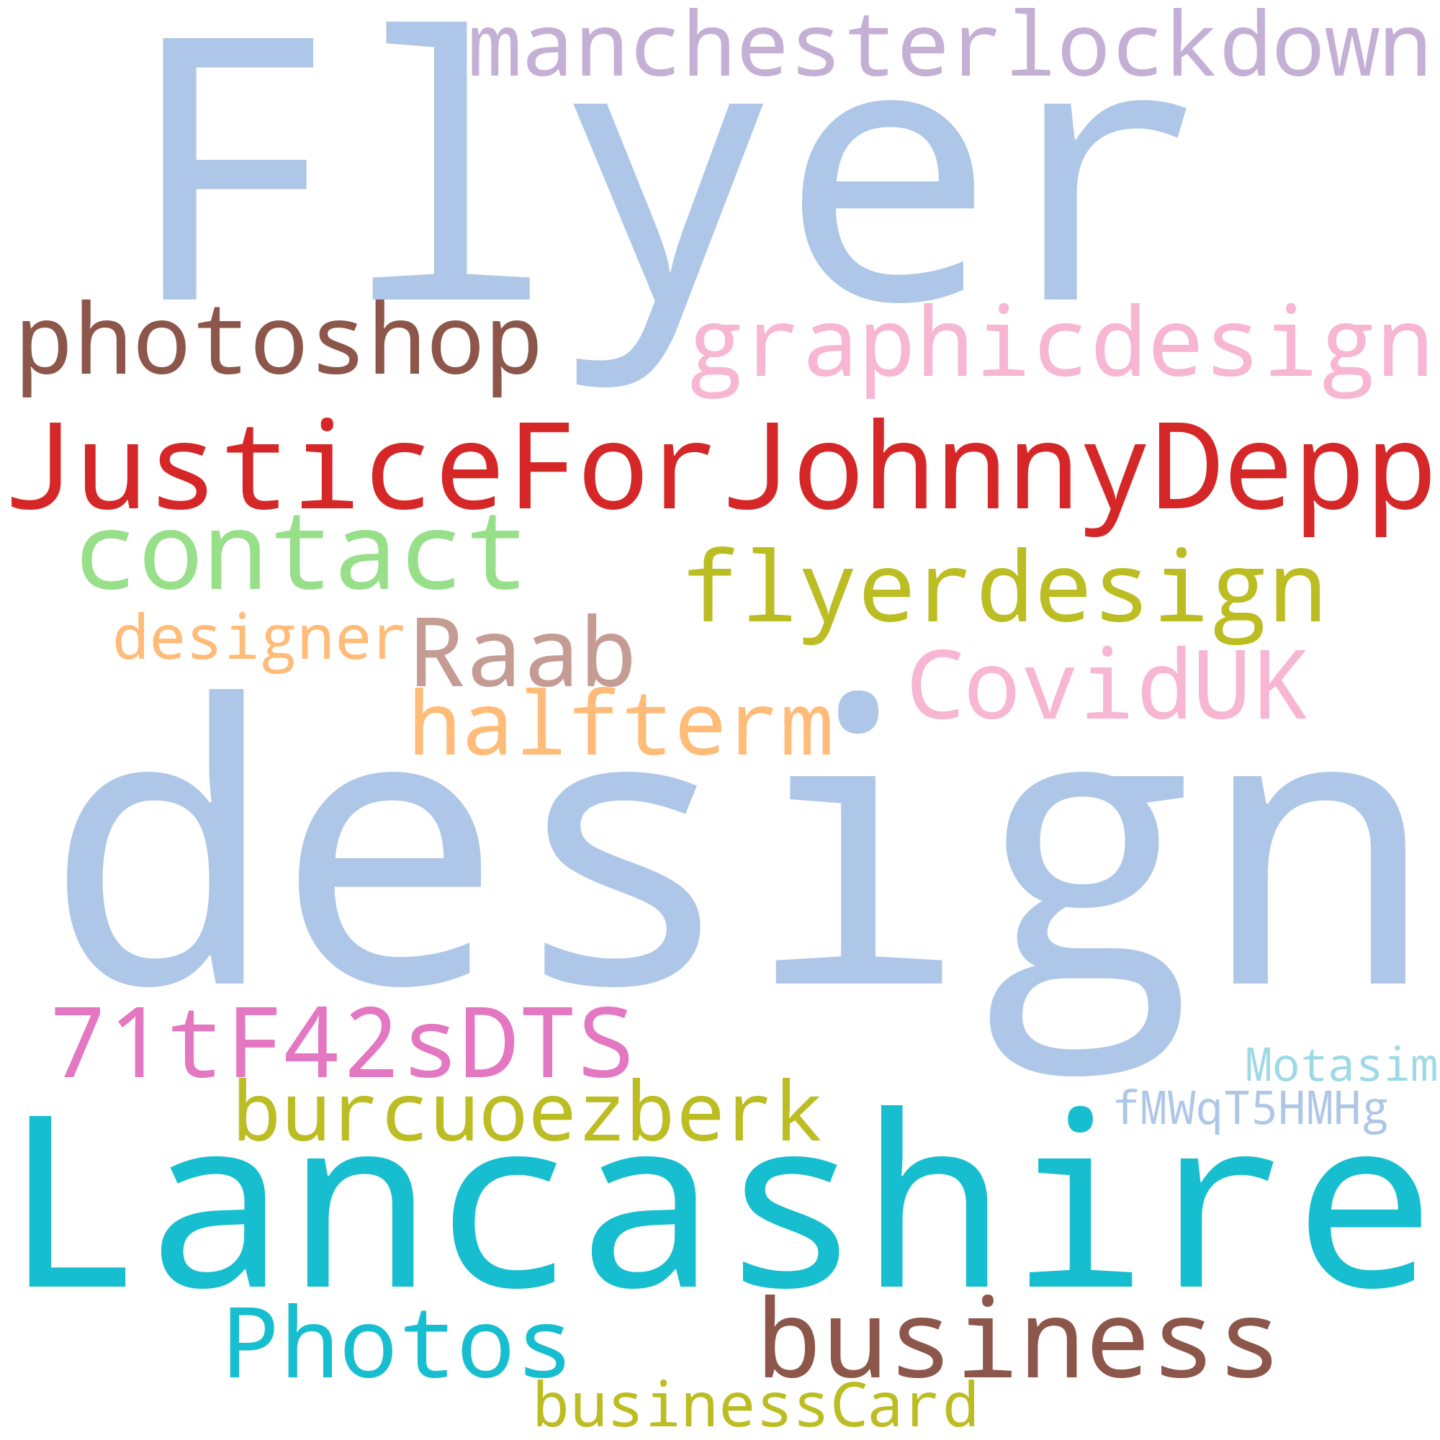 manchesterlockdown
Flyer
photoshop graphicdesign
JusticeForJohnnyDepp
contact flyerdesign
designer Raab CovidUK
halfterm
design
71tF42sDTS Motasim
burcuoezberk fMWqT5HMHg
Lancashire
Photos business
businessCard